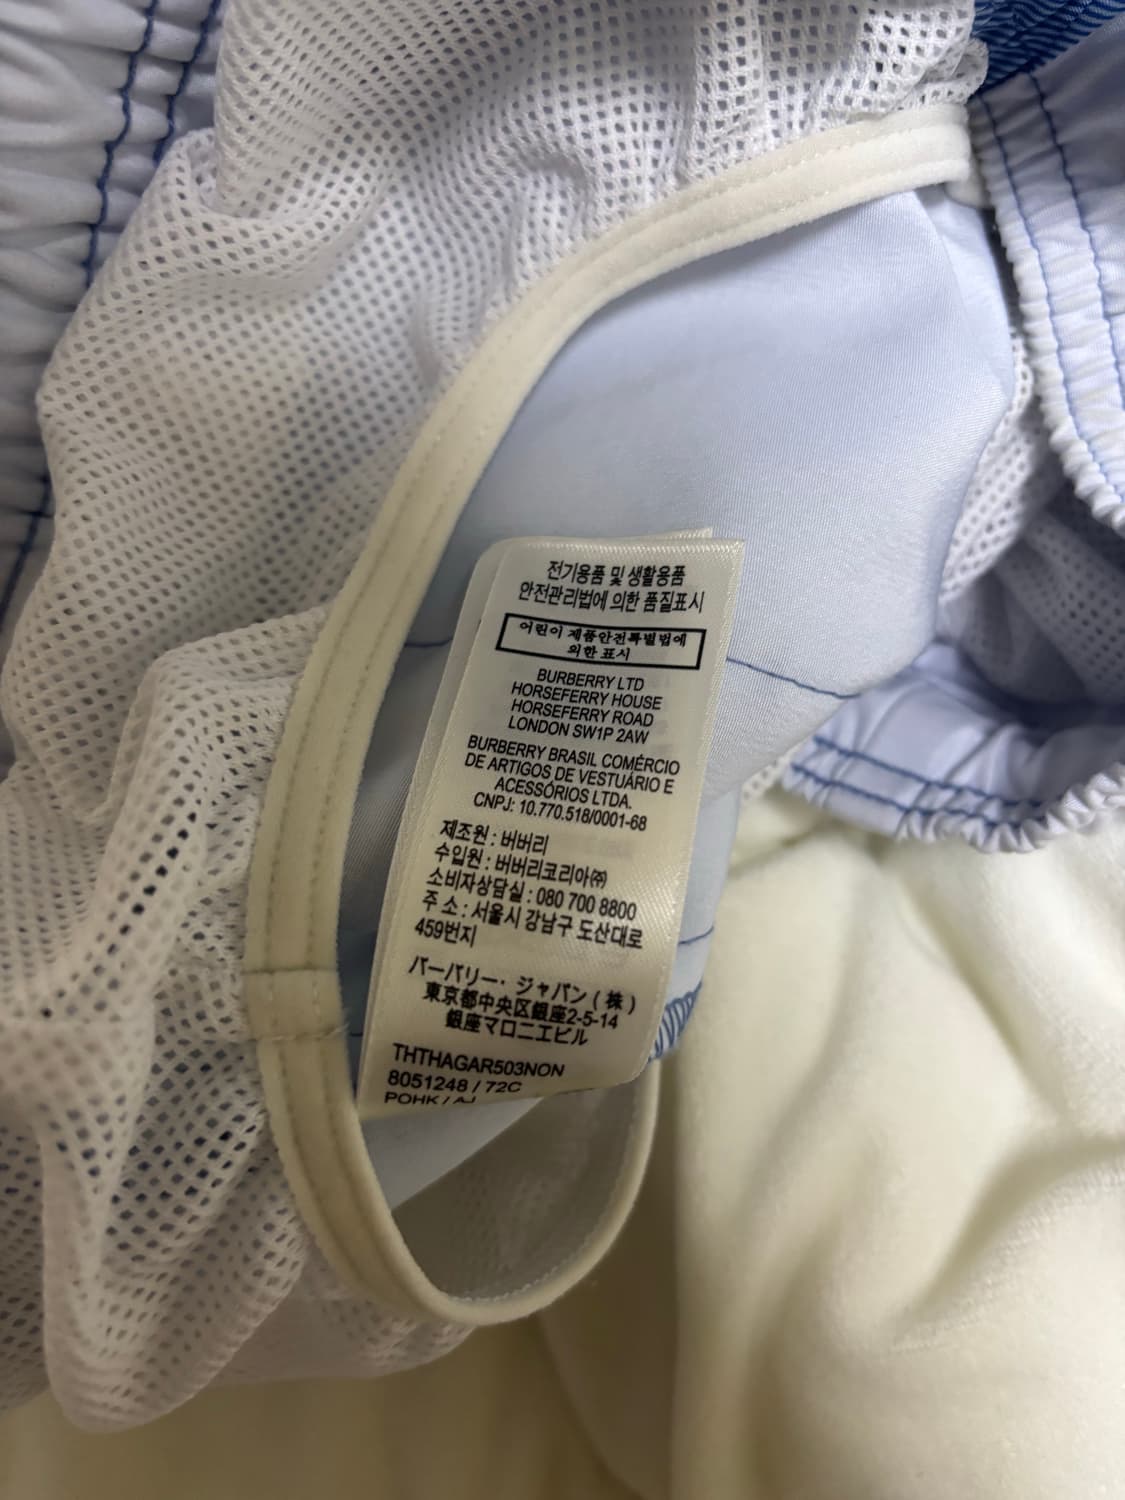 전기용품 및 생활용품
안전관리법에 의한 품질표시
어린이 제품안전특별법에
의한 표시
BURBERRY LTD
HORSEFERRY HOUSE
HORSEFERRY ROAD
LONDON SW1P 2AW
BURBERRY BRASIL COMÉRCIO
DE ARTIGOS DE VESTUÁRIO E
ACESSÓRIOS LTDA.
CNPJ: 10.770.518/0001-68
제조원 : 버버리
수입원 : 버버리코리아㈜
소비자상담실 : 080 700 8800
주 소 : 서울시 강남구 도산대로
459번지
バーバリー・ジャパン ( 株 )
東京都中央区銀座2-5-14
銀座マロニエビル
THTHAGAR503NON
8051248 / 72C
POHK / AJ